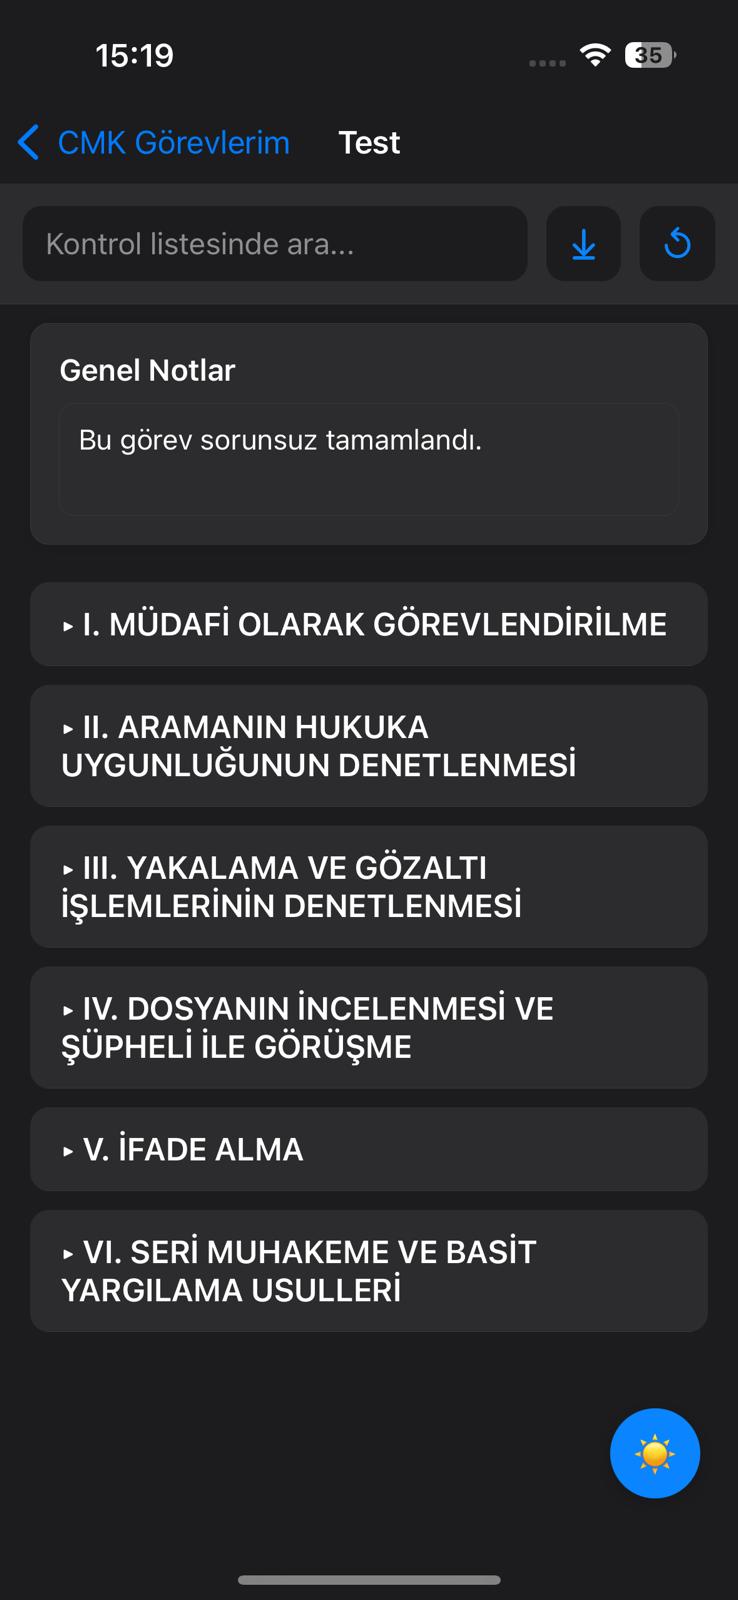 15:19
35
CMK Görevlerim
Test
Kontrol listesinde ara...
Genel Notlar
Bu görev sorunsuz tamamlandı.
▸ I. MÜDAFİ OLARAK GÖREVLENDİRİLME
▸ II. ARAMANIN HUKUKA
UYGUNLUĞUNUN DENETLENMESİ
▸ III. YAKALAMA VE GÖZALTI
İŞLEMLERİNİN DENETLENMESİ
▸ IV. DOSYANIN İNCELENMESİ VE
ŞÜPHELİ İLE GÖRÜŞME
▸ V. İFADE ALMA
▸ VI. SERİ MUHAKEME VE BASİT
YARGILAMA USULLERİ